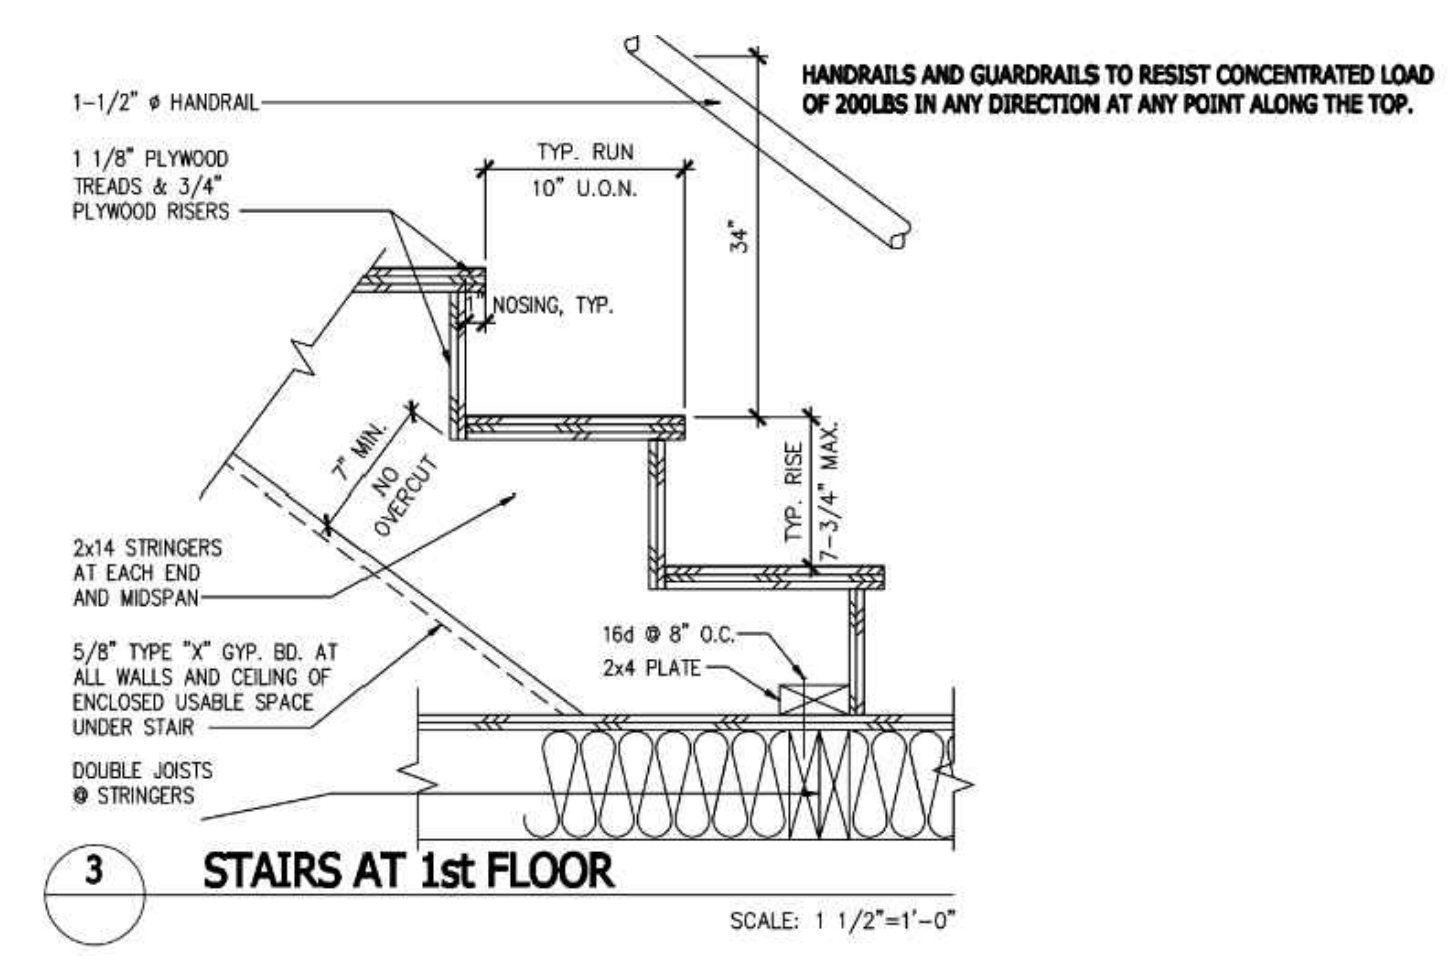 HANDRAILS AND GUARDRAILS TO RESIST CONCENTRATED LOAD
OF 200LBS IN ANY DIRECTION AT ANY POINT ALONG THE TOP.
1-1/2" ø HANDRAIL
1 1/8" PLYWOOD
TREADS & 3/4"
PLYWOOD RISERS
TYP. RUN
10" U.O.N.
34"
1" NOSING, TYP.
7" MIN.
NO
OVERCUT
TYP. RISE
7-3/4" MAX.
2x14 STRINGERS
AT EACH END
AND MIDSPAN
16d @ 8" O.C.
2x4 PLATE
5/8" TYPE "X" GYP. BD. AT
ALL WALLS AND CEILING OF
ENCLOSED USABLE SPACE
UNDER STAIR
DOUBLE JOISTS
@ STRINGERS
3
STAIRS AT 1st FLOOR
SCALE: 1 1/2"=1'-0"